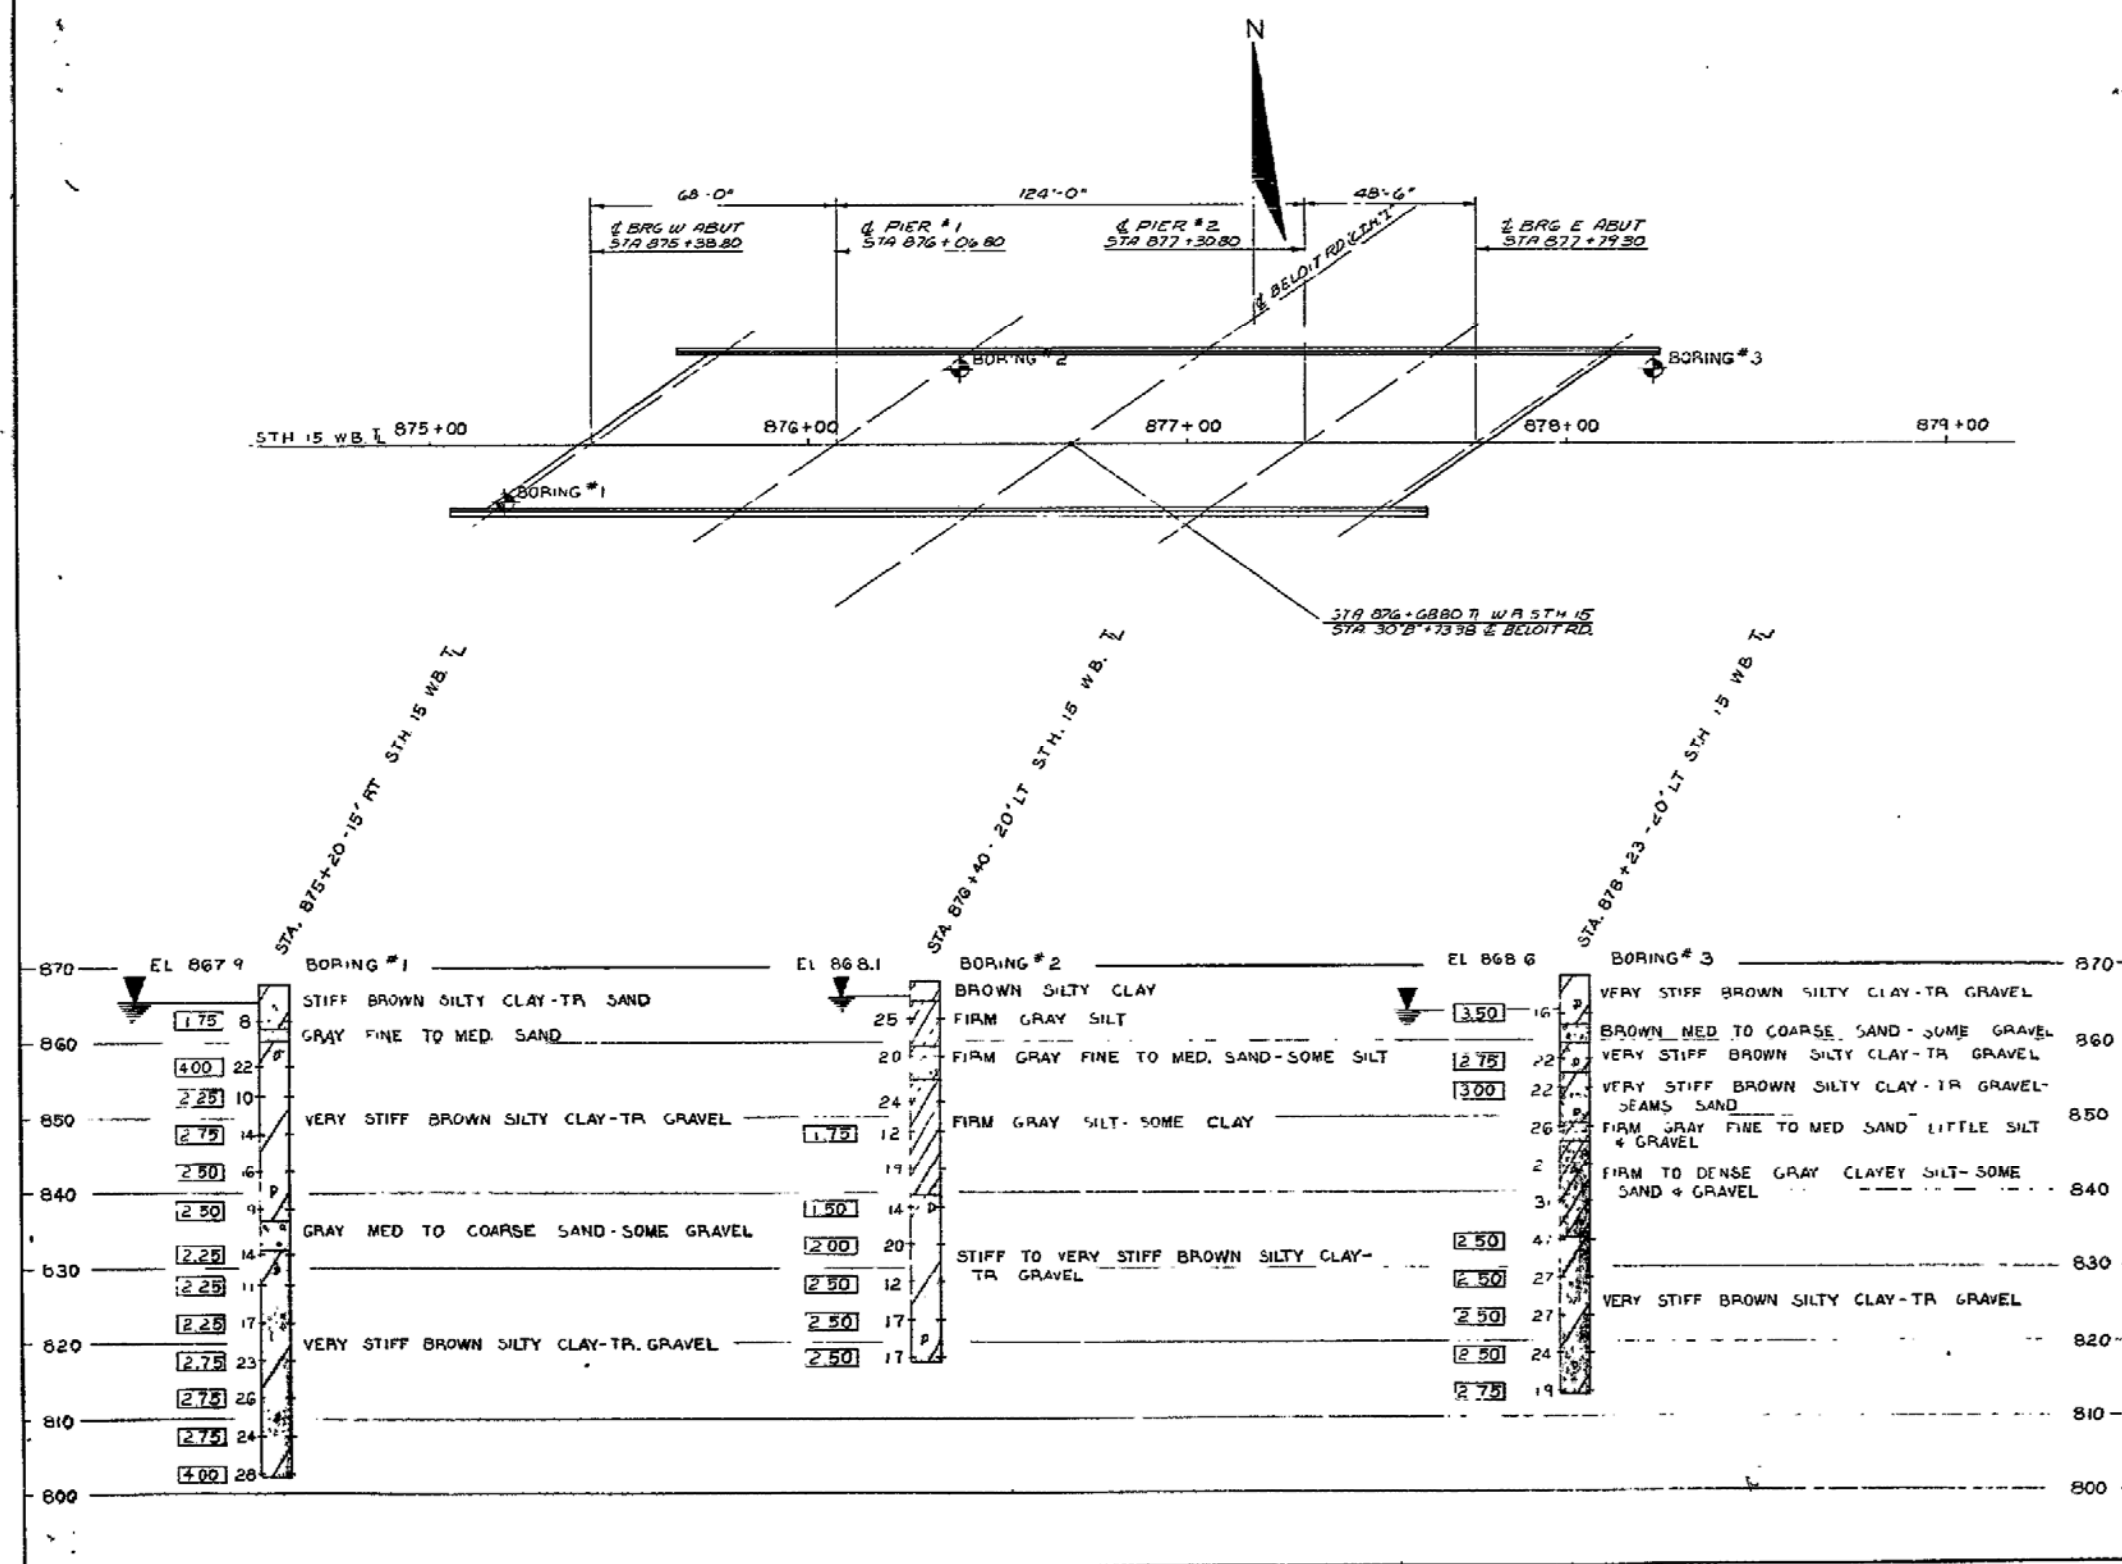 N
68'-0"
124'-0"
48'-6"
℄ BRG W ABUT
STA 875+38.80
℄ PIER #1
STA 876+06.80
℄ PIER #2
STA 877+30.80
℄ BRG E ABUT
STA 877+79.30
℄ BELOIT RD
BORING #2
BORING #3
STH 15 WB. TL
875+00
876+00
877+00
878+00
879+00
BORING #1
STA 876+68.80 TL WB STH 15
STA. 30"B"+73.38 ℄ BELOIT RD.
STA. 875+20-15' RT STH. 15 WB. TL
STA. 876+40-20' LT STH. 15 WB. TL
STA. 878+23-20' LT STH 15 WB TL
870
EL 867.9
BORING #1
EL 868.1
BORING #2
EL 868.6
BORING #3
870
STIFF BROWN SILTY CLAY-TR SAND
1.75 8
GRAY FINE TO MED. SAND
860
4.00 22
2.25 10
850
VERY STIFF BROWN SILTY CLAY-TR GRAVEL
2.75 14
2.50 16
840
2.50 9
GRAY MED TO COARSE SAND-SOME GRAVEL
2.25 14
830
2.25 11
2.25 17
820
VERY STIFF BROWN SILTY CLAY-TR. GRAVEL
2.75 23
2.75 26
810
2.75 24
4.00 28
800
BROWN SILTY CLAY
25
FIRM GRAY SILT
20
FIRM GRAY FINE TO MED. SAND-SOME SILT
24
FIRM GRAY SILT-SOME CLAY
1.75 12
19
1.50 14
2.00 20
STIFF TO VERY STIFF BROWN SILTY CLAY-
TR GRAVEL
2.50 12
2.50 17
2.50 17
VERY STIFF BROWN SILTY CLAY-TR GRAVEL
3.50 16
BROWN MED TO COARSE SAND-SOME GRAVEL
860
2.75 22
VERY STIFF BROWN SILTY CLAY-TR GRAVEL
3.00 22
VERY STIFF BROWN SILTY CLAY-TR GRAVEL-
SEAMS SAND
850
26
FIRM GRAY FINE TO MED SAND LITTLE SILT
& GRAVEL
FIRM TO DENSE GRAY CLAYEY SILT-SOME
SAND & GRAVEL
840
2.50
830
2.50 27
VERY STIFF BROWN SILTY CLAY-TR GRAVEL
2.50 27
820
2.50 24
2.75 19
810
800